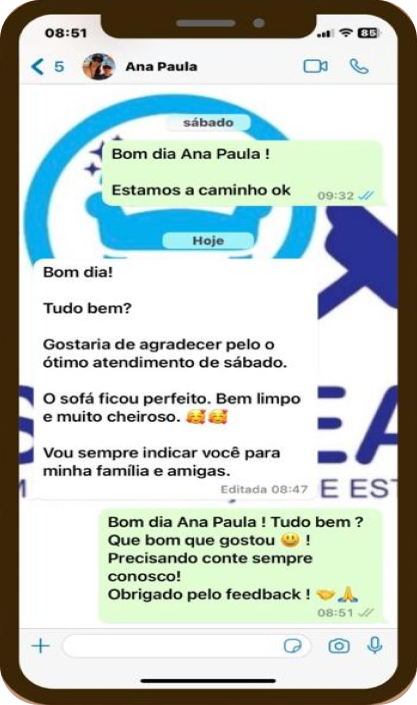 08:51
85
5
Ana Paula
sábado
Bom dia Ana Paula !
Estamos a caminho ok
09:32
Hoje
Bom dia!
Tudo bem?
Gostaria de agradecer pelo o
ótimo atendimento de sábado.
O sofá ficou perfeito. Bem limpo
e muito cheiroso. 🥰🥰
Vou sempre indicar você para
minha família e amigas.
Editada 08:47
Bom dia Ana Paula ! Tudo bem ?
Que bom que gostou 😃 !
Precisando conte sempre
conosco!
Obrigado pelo feedback ! 🤝🙏
08:51